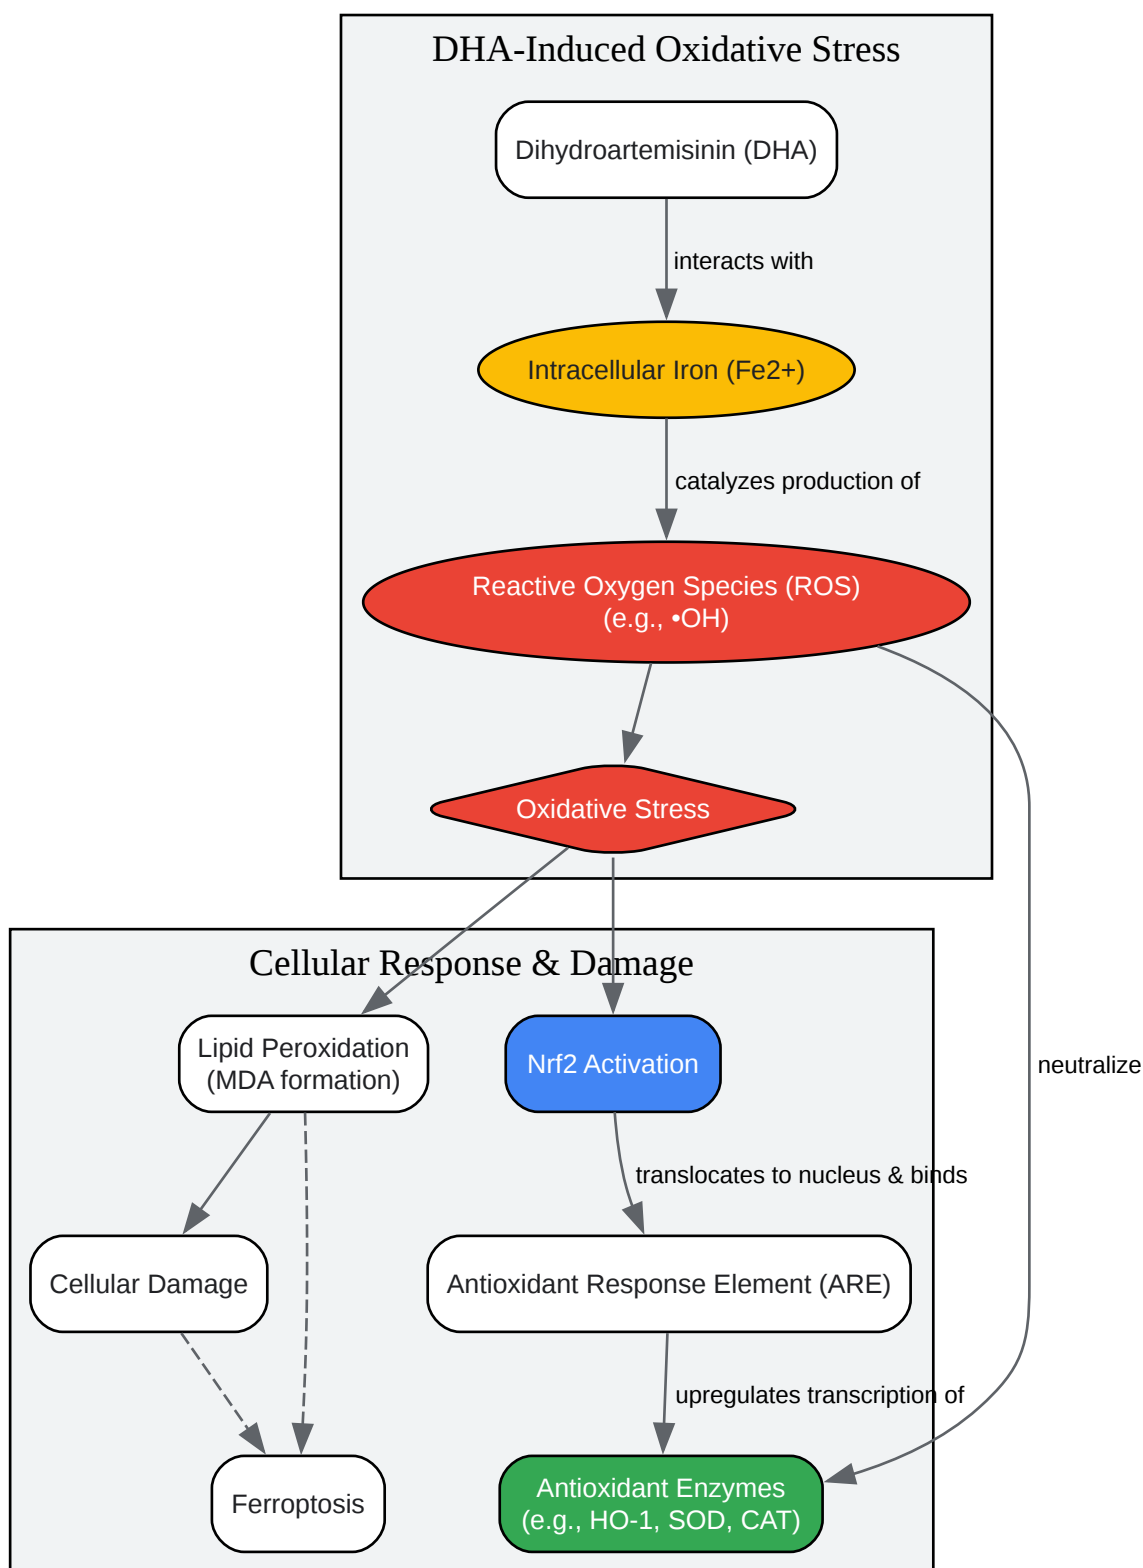 DHA-Induced Oxidative Stress
Dihydroartemisinin (DHA)
interacts with
Intracellular Iron (Fe2+)
catalyzes production of
Reactive Oxygen Species (ROS)
(e.g., •OH)
Oxidative Stress
Cellular Response & Damage
Lipid Peroxidation
(MDA formation)
Nrf2 Activation
neutralize
translocates to nucleus & binds
Cellular Damage
Antioxidant Response Element (ARE)
upregulates transcription of
Ferroptosis
Antioxidant Enzymes
(e.g., HO-1, SOD, CAT)